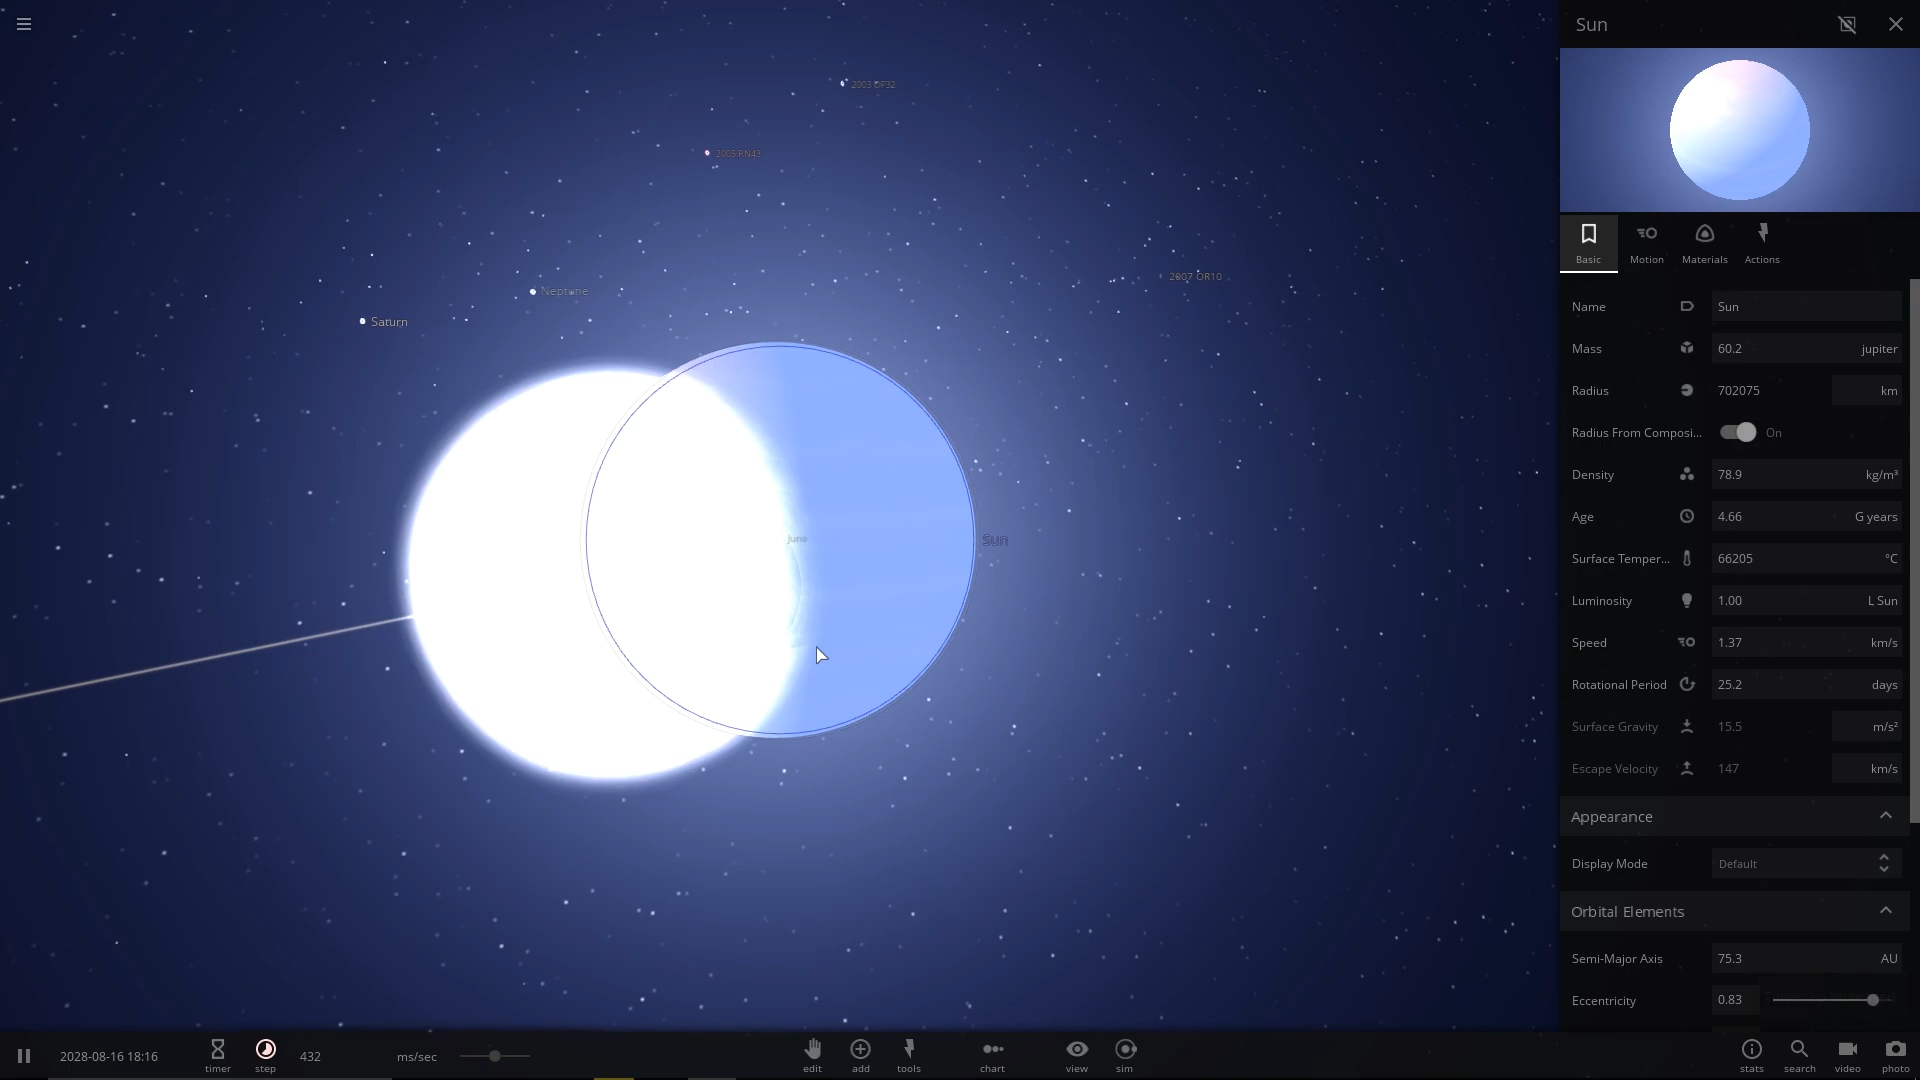 Sun
2003 OP32
2005 RN43
2007 OR10
Neptune
Saturn
Juno
Sun
Basic
Motion
Materials
Actions
Name Sun
Mass 60.2 jupiter
Radius 702075 km
Radius From Composi... On
Density 78.9 kg/m³
Age 4.66 G years
Surface Temper... 66205 °C
Luminosity 1.00 L Sun
Speed 1.37 km/s
Rotational Period 25.2 days
Surface Gravity 15.5 m/s²
Escape Velocity 147 km/s
Appearance
Display Mode Default
Orbital Elements
Semi-Major Axis 75.3 AU
Eccentricity 0.83
2028-08-16 18:16
timer
step
432 ms/sec
edit
add
tools
chart
view
sim
stats
search
video
photo